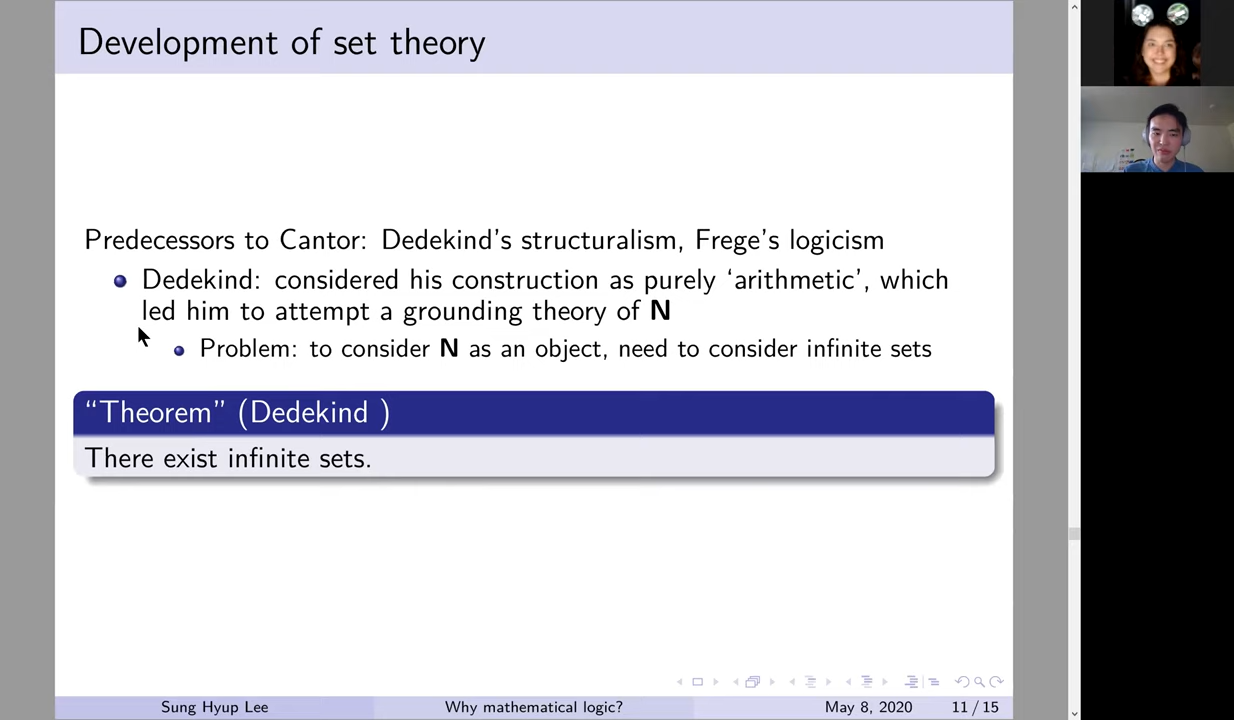 Development of set theory
Predecessors to Cantor: Dedekind's structuralism, Frege's logicism
Dedekind: considered his construction as purely ‘arithmetic’, which
led him to attempt a grounding theory of N
Problem: to consider N as an object, need to consider infinite sets
“Theorem” (Dedekind )
There exist infinite sets.
Sung Hyup Lee
Why mathematical logic?
May 8, 2020
11 / 15